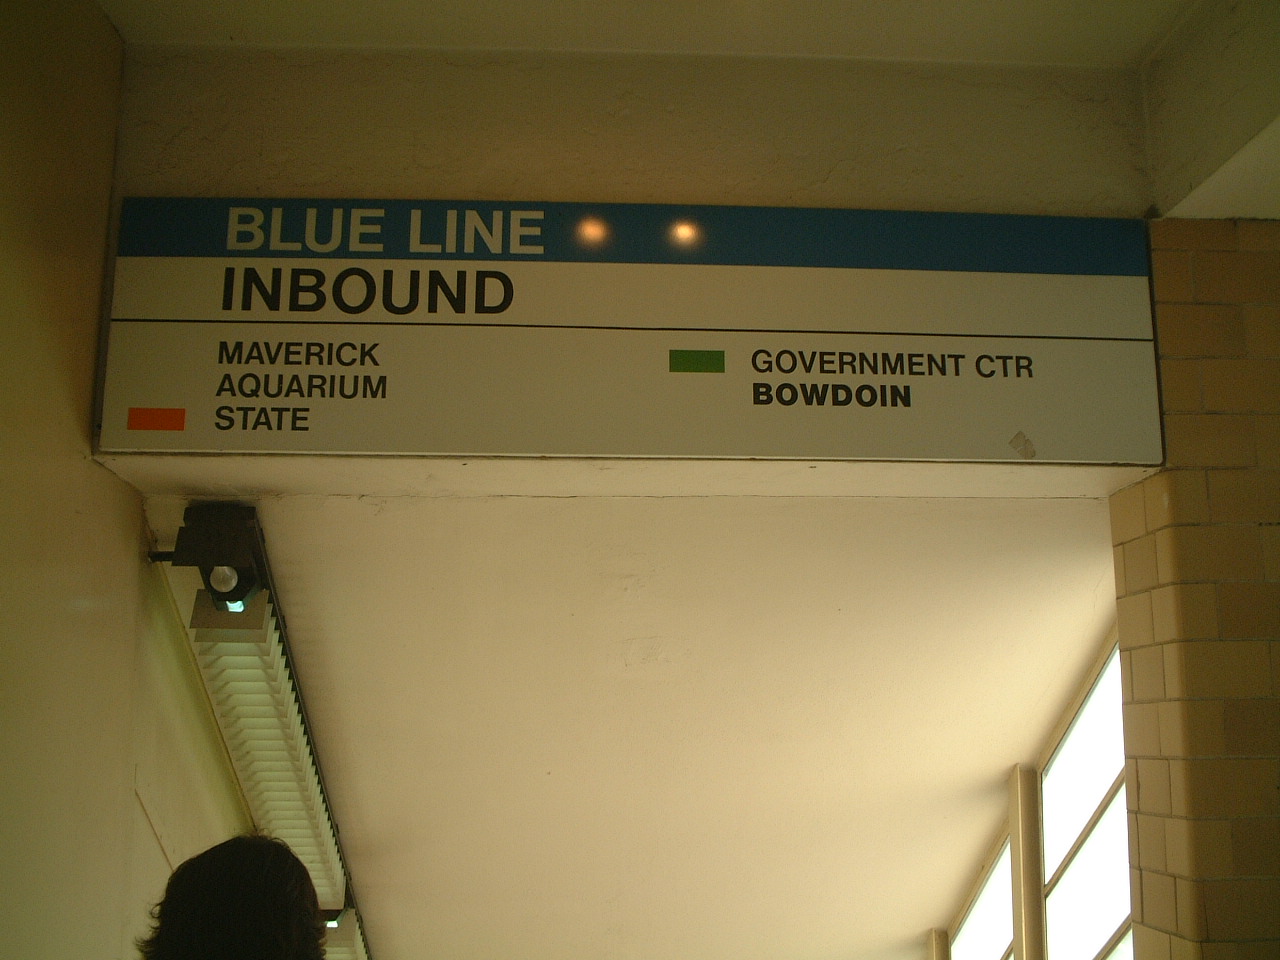 BLUE LINE
INBOUND
MAVERICK
AQUARIUM
STATE
GOVERNMENT CTR
BOWDOIN